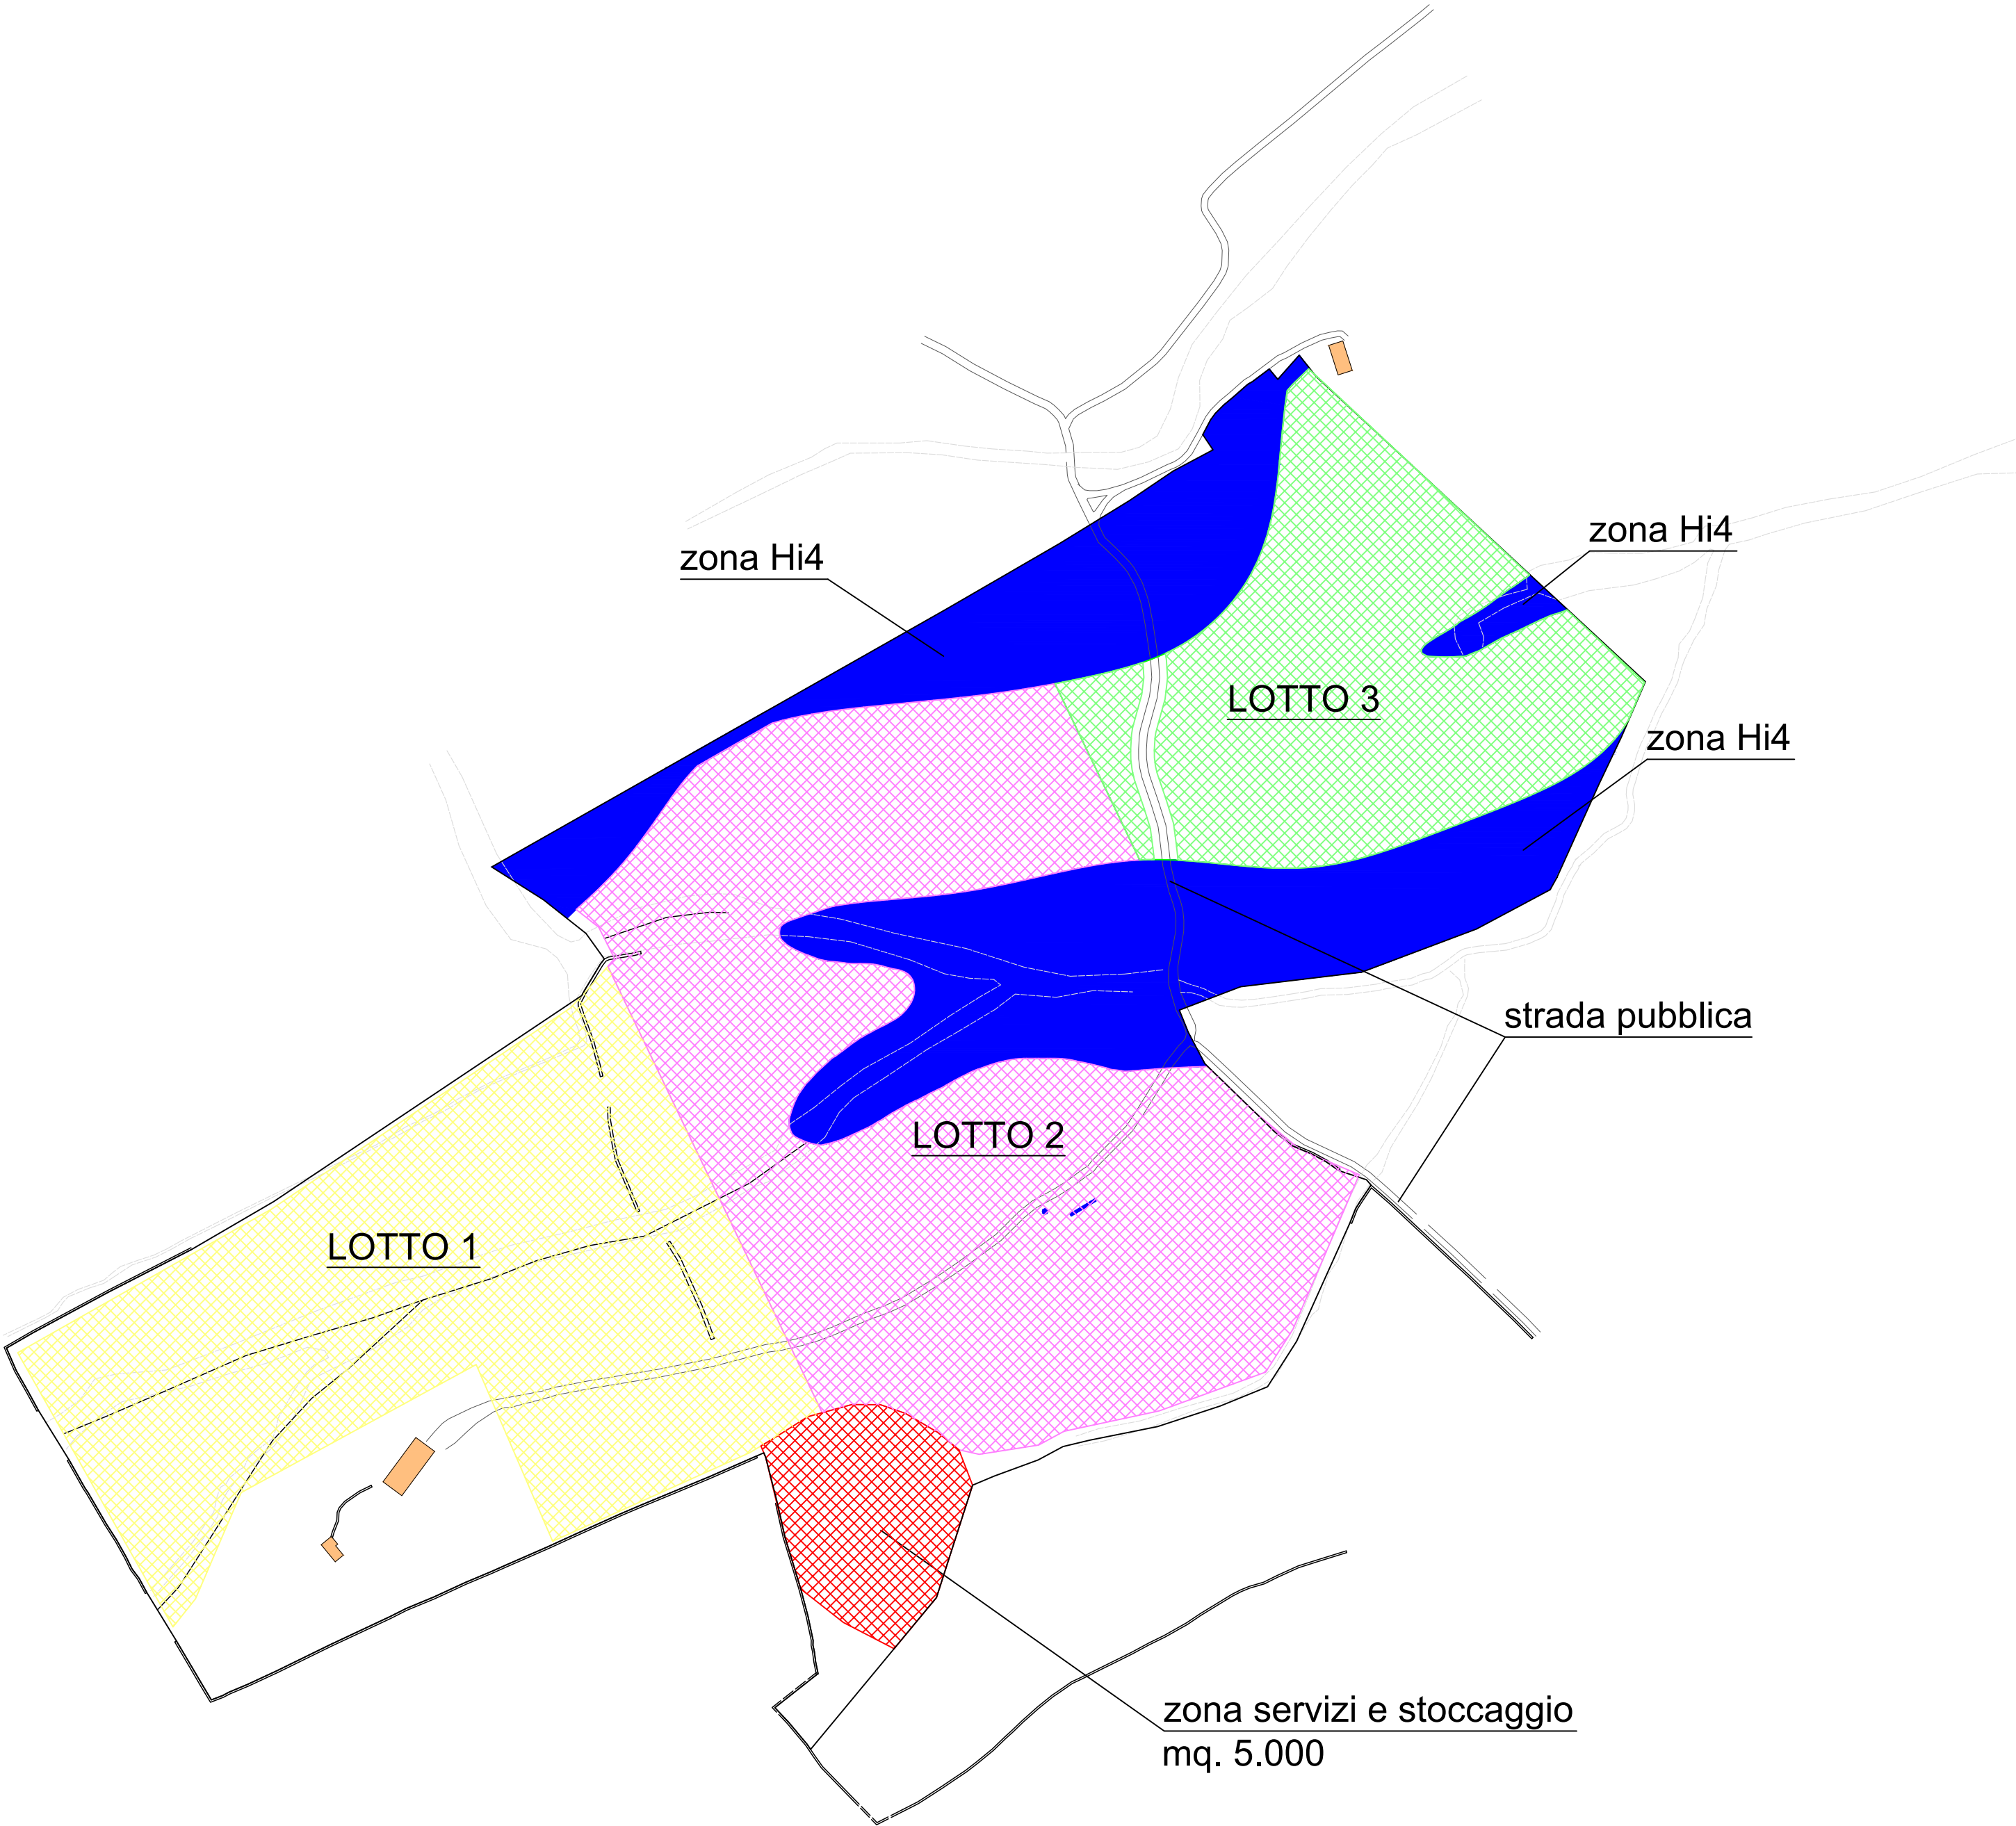 zona Hi4
zona Hi4
LOTTO 3
zona Hi4
strada pubblica
LOTTO 2
LOTTO 1
zona servizi e stoccaggio
mq. 5.000